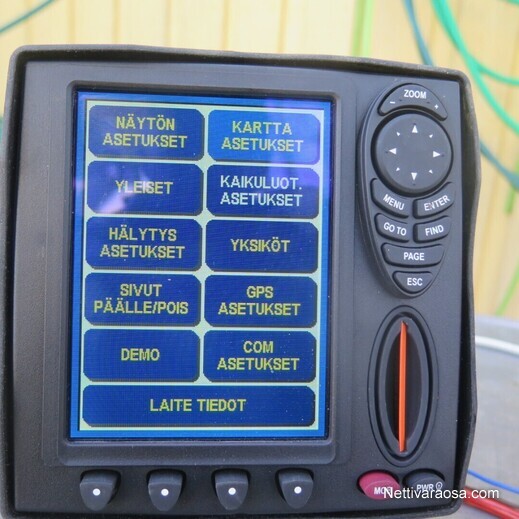 NÄYTÖN
ASETUKSET
KARTTA
ASETUKSET
YLEISET
KAIKULUOT.
ASETUKSET
HÄLYTYS
ASETUKSET
YKSIKÖT
SIVUT
PÄÄLLE/POIS
GPS
ASETUKSET
DEMO
COM
ASETUKSET
LAITE TIEDOT
ZOOM
- +
MENU
ENTER
GO TO
FIND
PAGE
ESC
PWR
Nettivaraosa.com